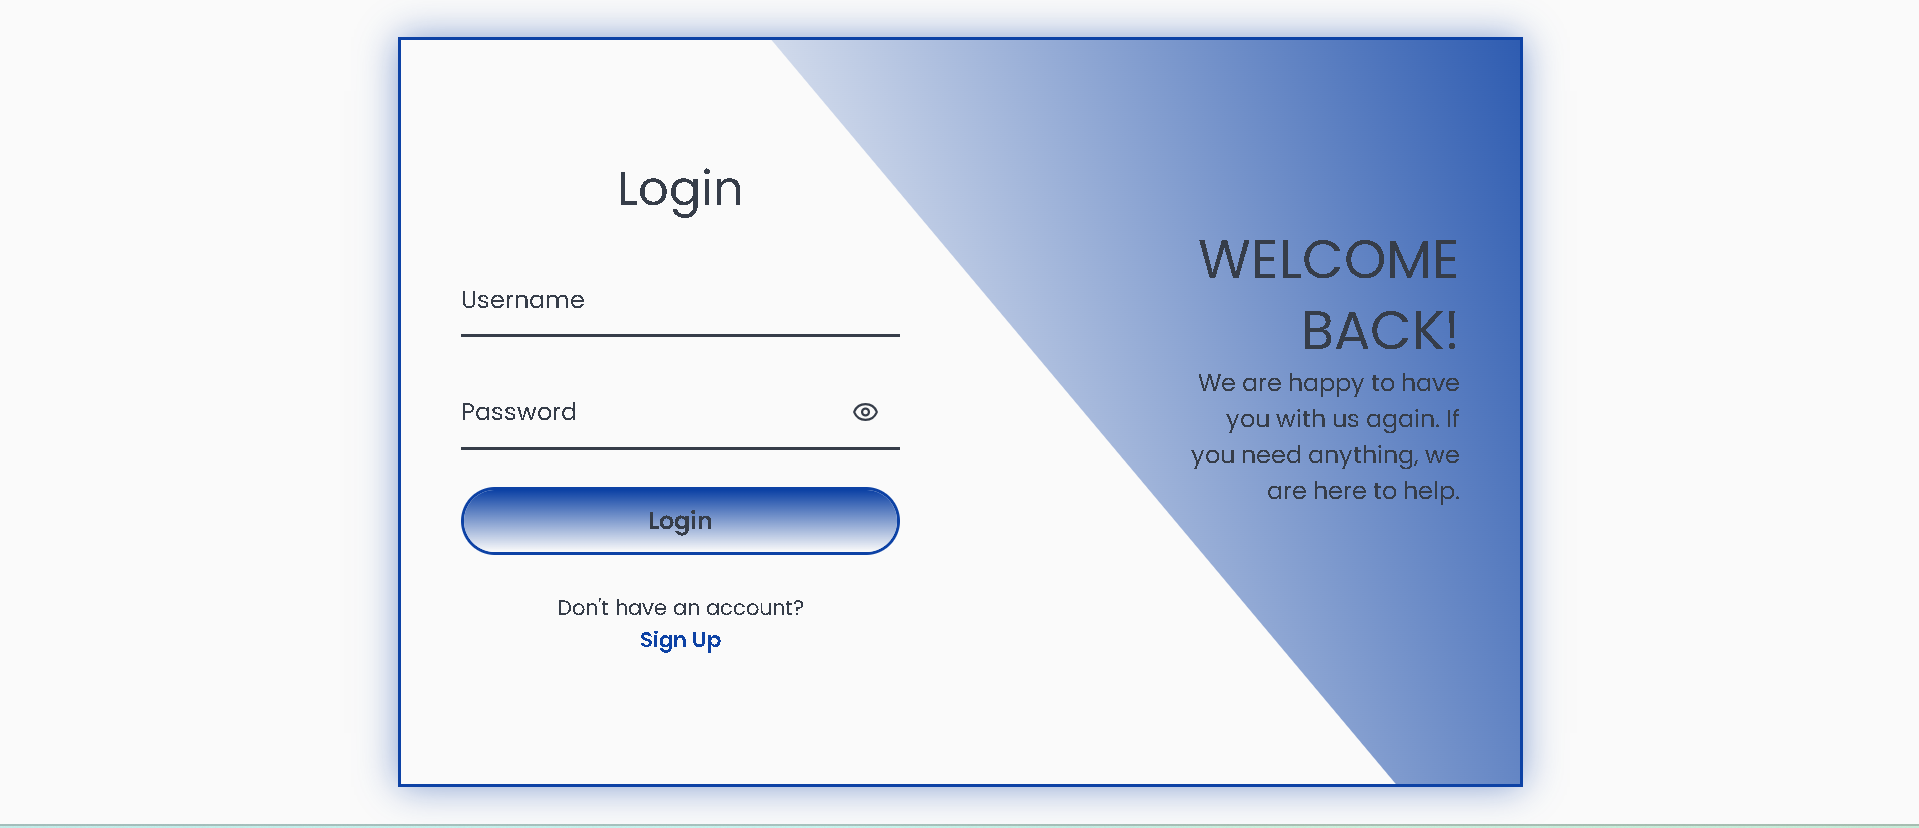 Login
Username
Password
Login
Don't have an account?
Sign Up
WELCOME
BACK!
We are happy to have
you with us again. If
you need anything, we
are here to help.